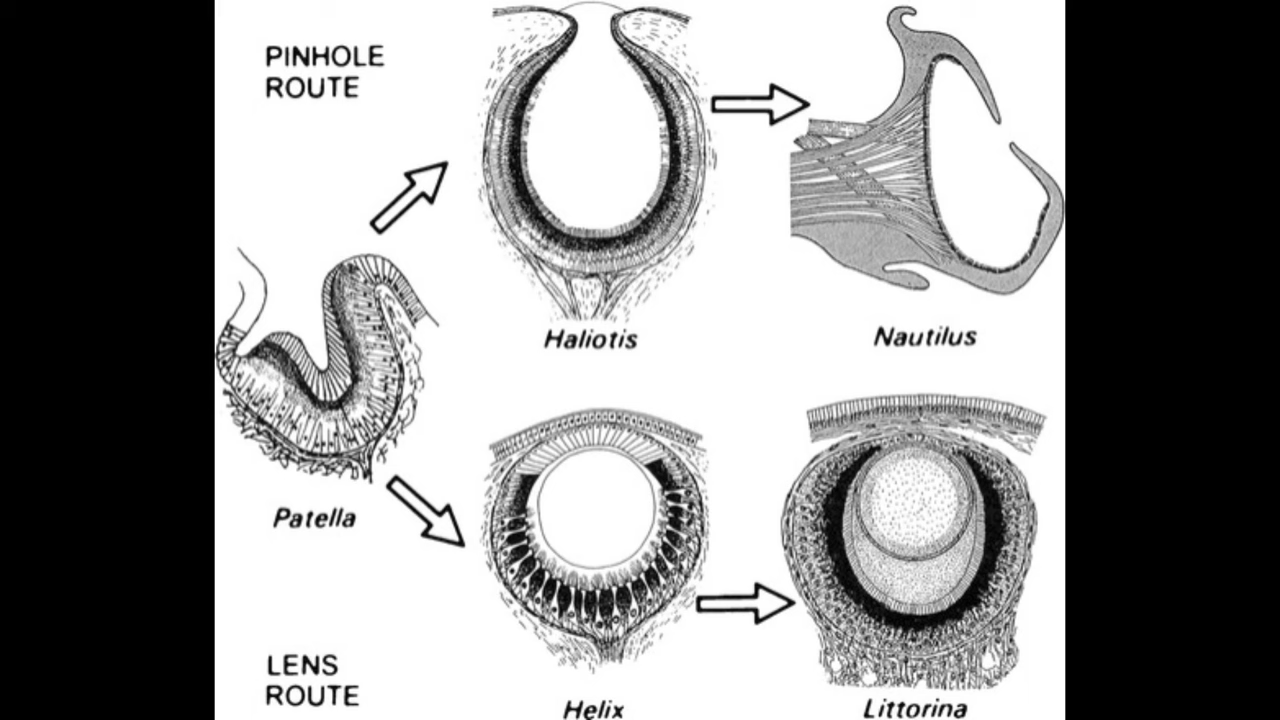 PINHOLE
ROUTE
Haliotis
Nautilus
Patella
LENS
ROUTE
Helix
Littorina